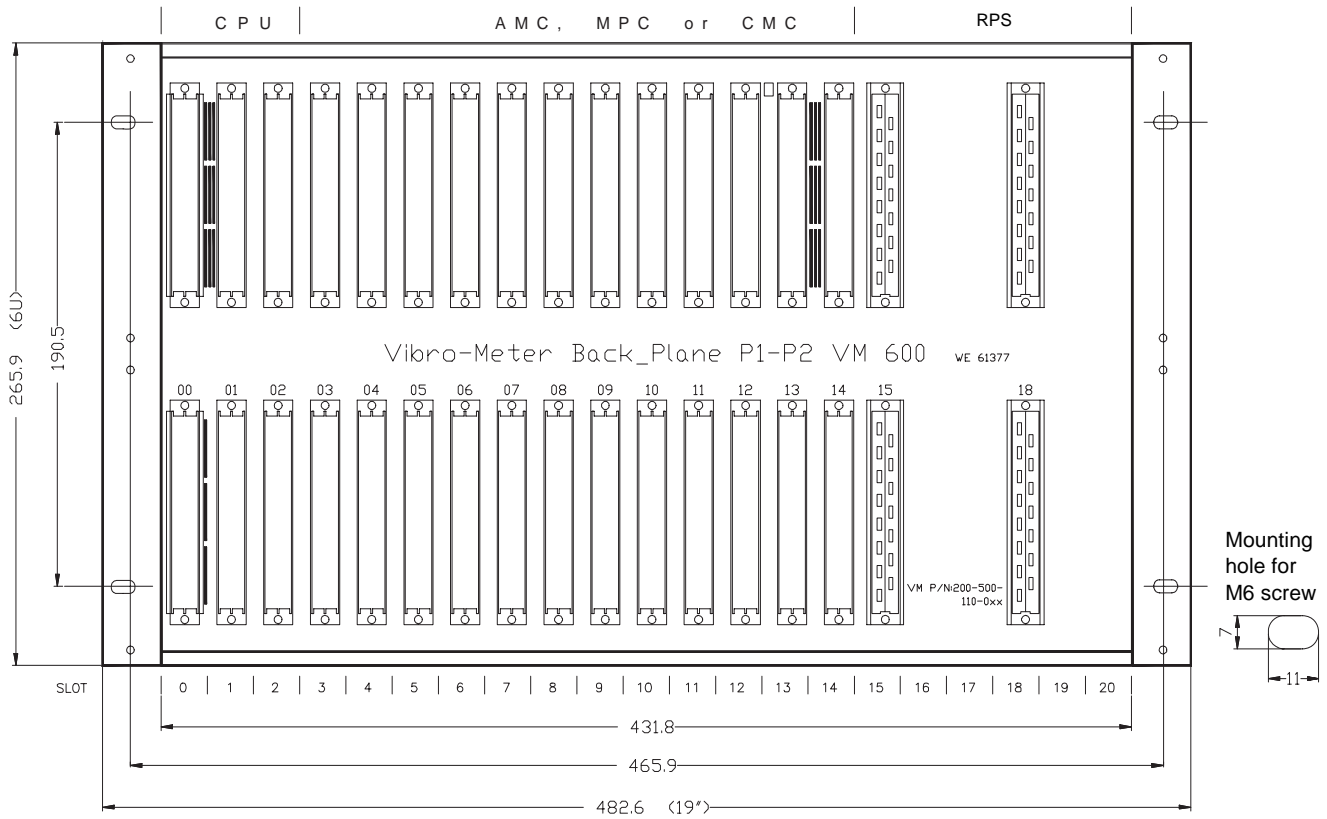 CPU AMC, MPC or CMC RPS
265.9 (6U)
190.5
Vibro-Meter Back_Plane P1-P2 VM 600 WE 61377
00 01 02 03 04 05 06 07 08 09 10 11 12 13 14 15 18
VM P/N:200-500-
110-0xx
Mounting
hole for
M6 screw
7
11
SLOT 0 1 2 3 4 5 6 7 8 9 10 11 12 13 14 15 16 17 18 19 20
431.8
465.9
482.6 (19")